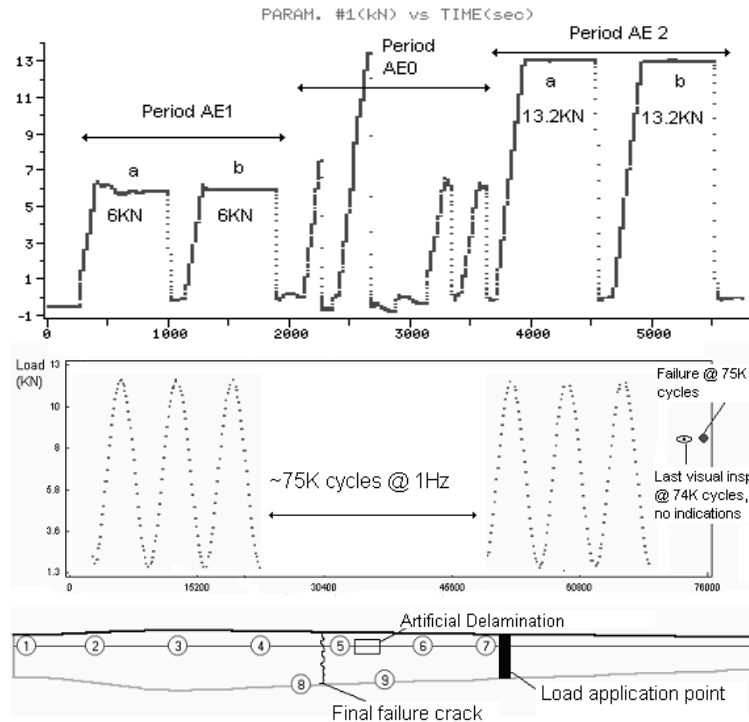 PARAM. #1(kN) vs TIME(sec)
Period AE1
Period
AE0
Period AE 2
a
b
a
b
6KN
6KN
13.2KN
13.2KN
13
11
9
7
5
3
1
-1
0
1000
2000
3000
4000
5000
Load
(KN)
13
10
8
5.8
3.6
1.3
~75K cycles @ 1Hz
Failure @ 75K
cycles
Last visual insp
@ 74K cycles,
no indications
0
15200
30400
45600
60800
76000
Artificial Delamination
1
2
3
4
5
6
7
8
9
Load application point
Final failure crack